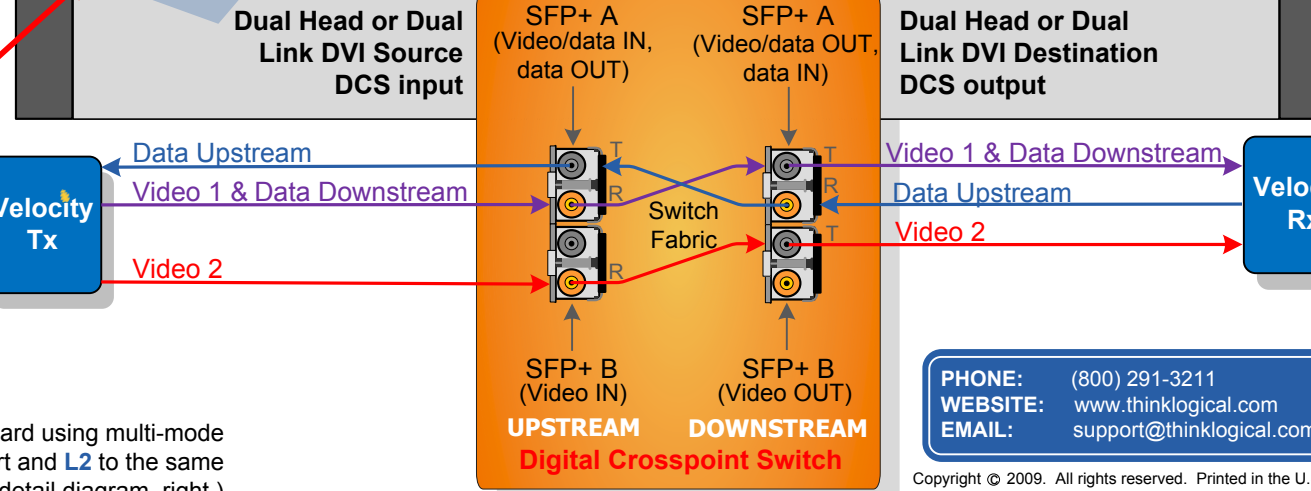 Dual Head or Dual
Link DVI Source
DCS input
SFP+ A
(Video/data IN,
data OUT)
SFP+ A
(Video/data OUT,
data IN)
Dual Head or Dual
Link DVI Destination
DCS output
Data Upstream
Video 1 & Data Downstream
Video 2
Velocity
Tx
T
R
R
Switch
Fabric
T
R
T
Video 1 & Data Downstream
Data Upstream
Video 2
SFP+ B
(Video IN)
SFP+ B
(Video OUT)
UPSTREAM
DOWNSTREAM
Digital Crosspoint Switch
PHONE: (800) 291-3211
WEBSITE: www.thinklogical.com
EMAIL: support@thinklogical.com
Copyright © 2009. All rights reserved. Printed in the U.
using multi-mode
and L2 to the same
detail diagram, right.)